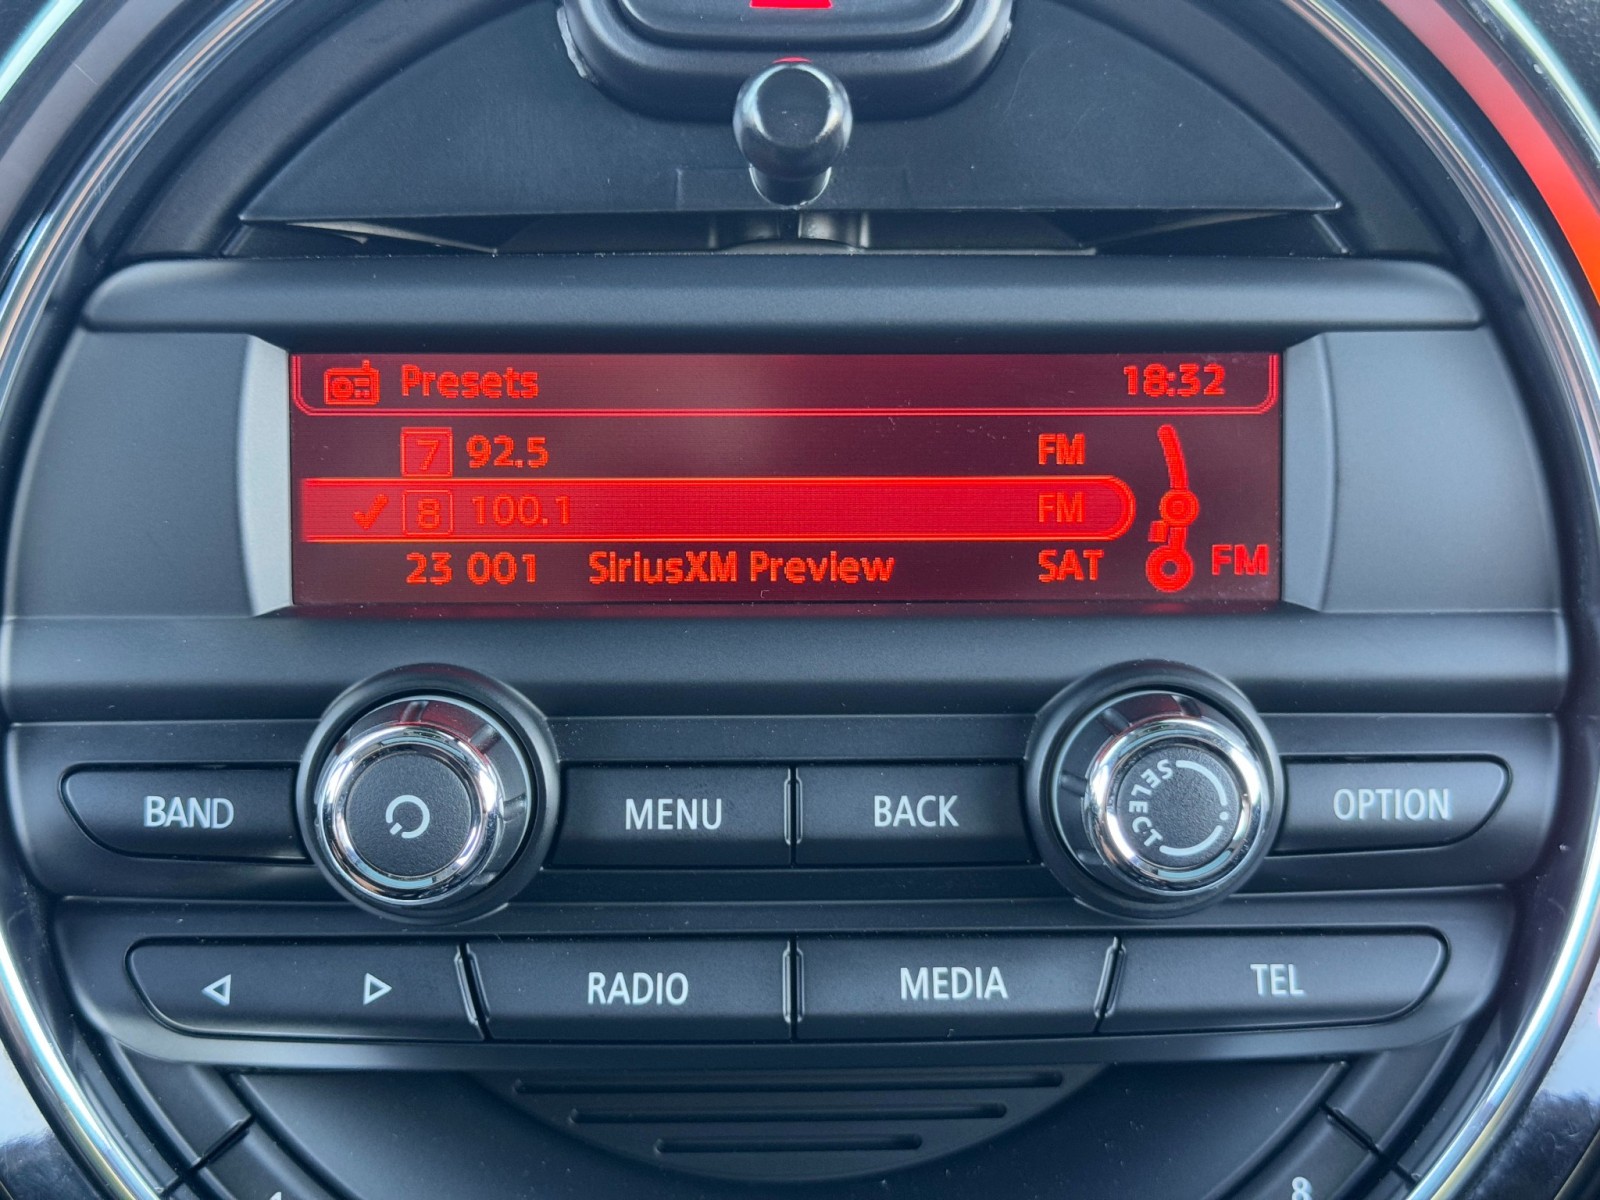 Presets 18:32
7 92.5 FM
8 100.1 FM
23 001 SiriusXM Preview SAT FM
BAND MENU BACK SELECT OPTION
RADIO MEDIA TEL
8